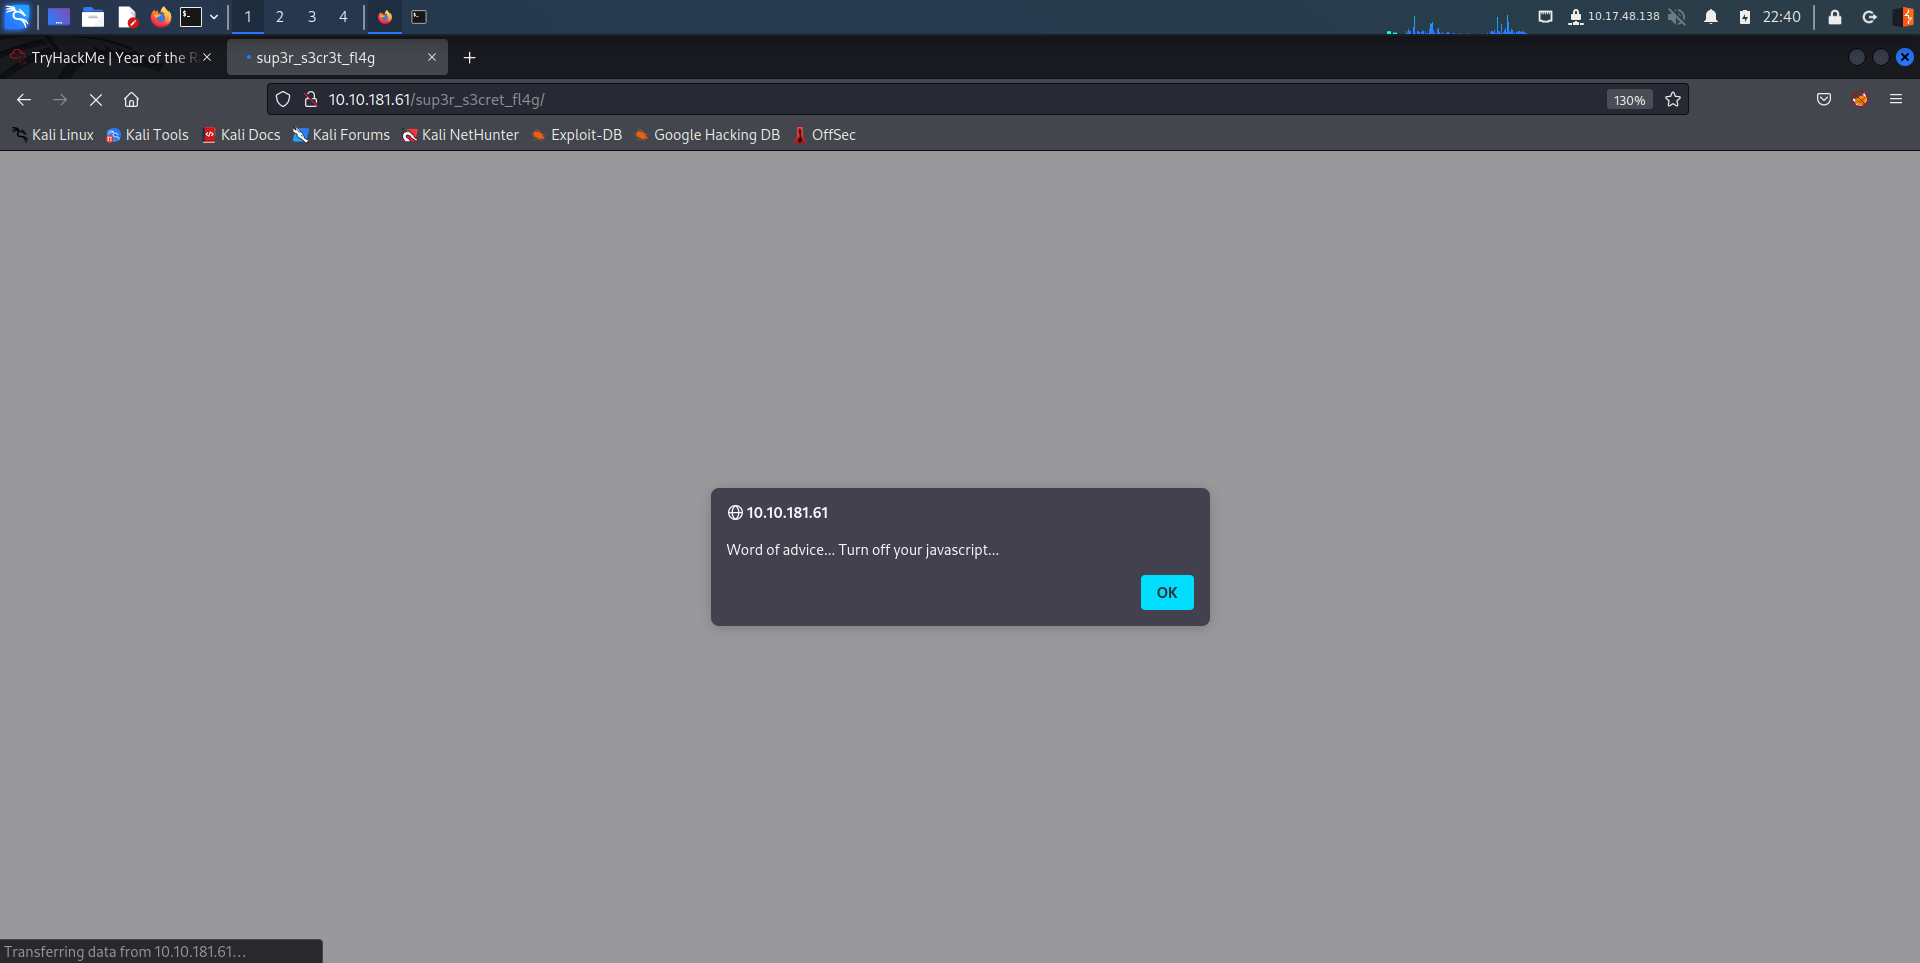 1 2 3 4 10.17.48.138 22:40
TryHackMe | Year of the R
sup3r_s3cr3t_fl4g
10.10.181.61/sup3r_s3cret_fl4g/ 130%
Kali Linux Kali Tools Kali Docs Kali Forums Kali NetHunter Exploit-DB Google Hacking DB OffSec
10.10.181.61
Word of advice... Turn off your javascript...
OK
Transferring data from 10.10.181.61...